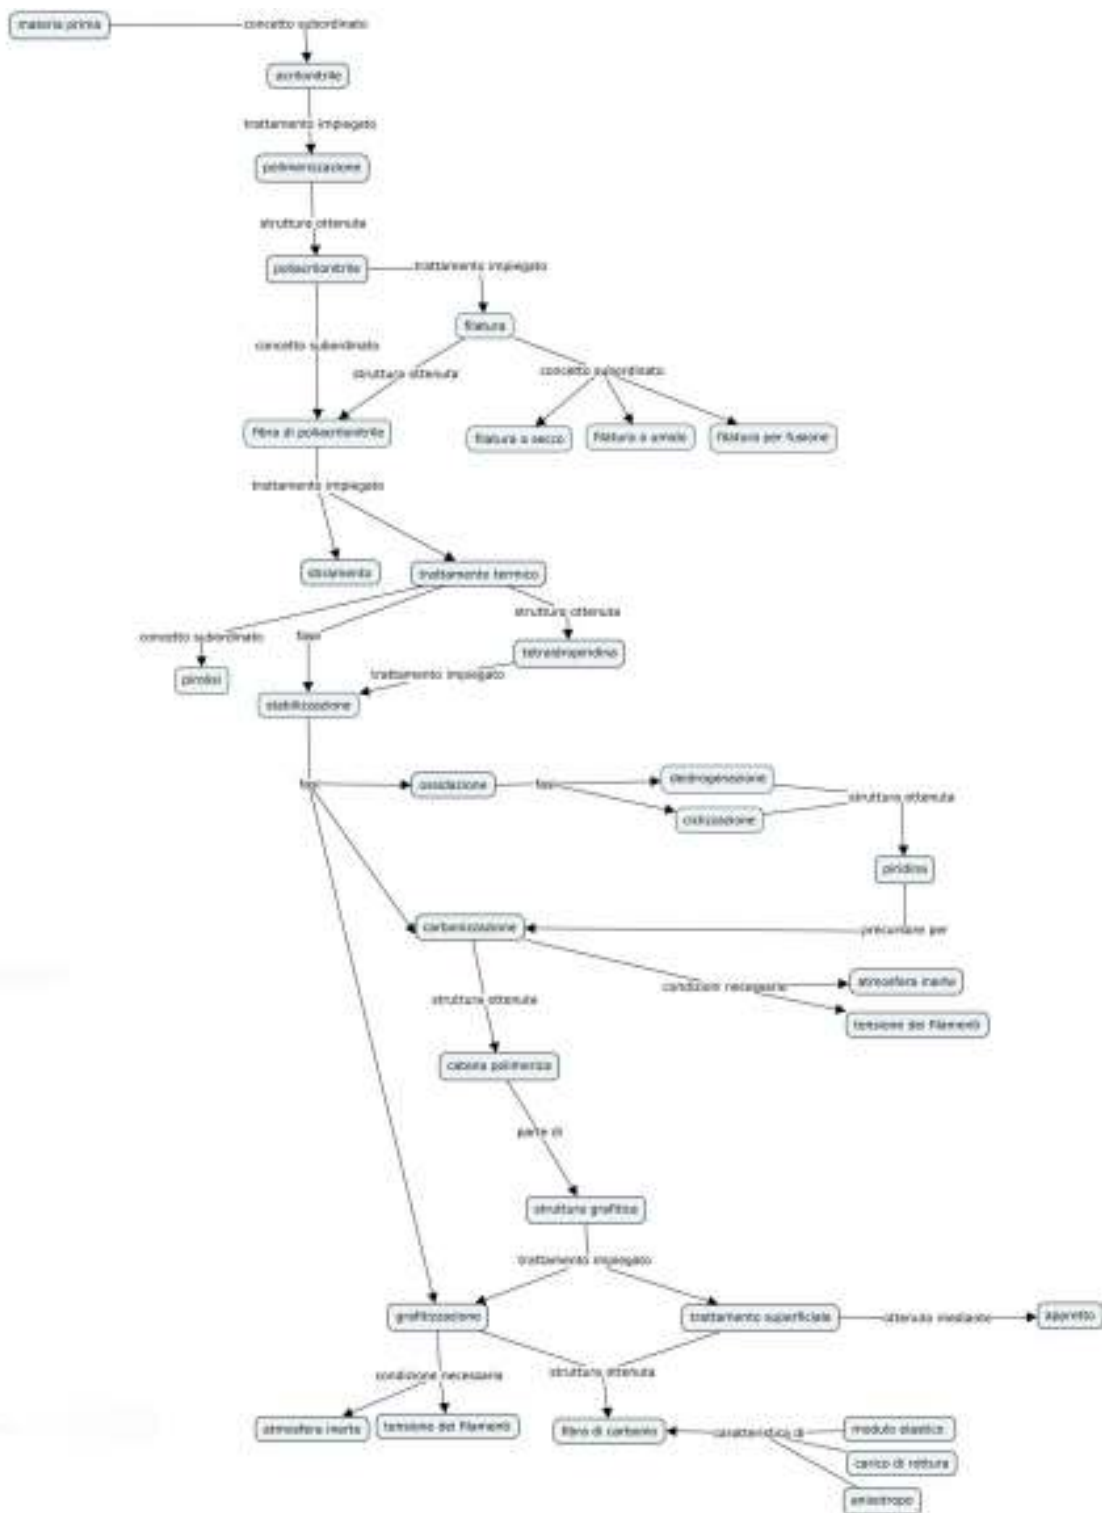 materia prima
concetto subordinato
acrilonitrile
trattamento impiegato
polimerizzazione
struttura ottenuta
poliacrilonitrile
trattamento impiegato
filatura
concetto subordinato
struttura ottenuta
concetto subordinato
fibra di poliacrilonitrile
filatura a secco
filatura a umido
filatura per fusione
trattamento impiegato
stiramento
trattamento termico
struttura ottenuta
concetto subordinato
fase
tetraidropiridina
pirolisi
trattamento impiegato
stabilizzazione
fasi
ossidazione
fasi
deidrogenazione
ciclizzazione
struttura ottenuta
piridina
carbonizzazione
precursore per
condizioni necessarie
atmosfera inerte
tensione dei filamenti
struttura ottenuta
catena polimerica
parte di
struttura grafitica
trattamento impiegato
grafitizzazione
trattamento superficiale
ottenuto mediante
appretto
condizione necessaria
struttura ottenuta
atmosfera inerte
tensione dei filamenti
fibra di carbonio
caratteristica di
modulo elastico
carico di rottura
anisotropo